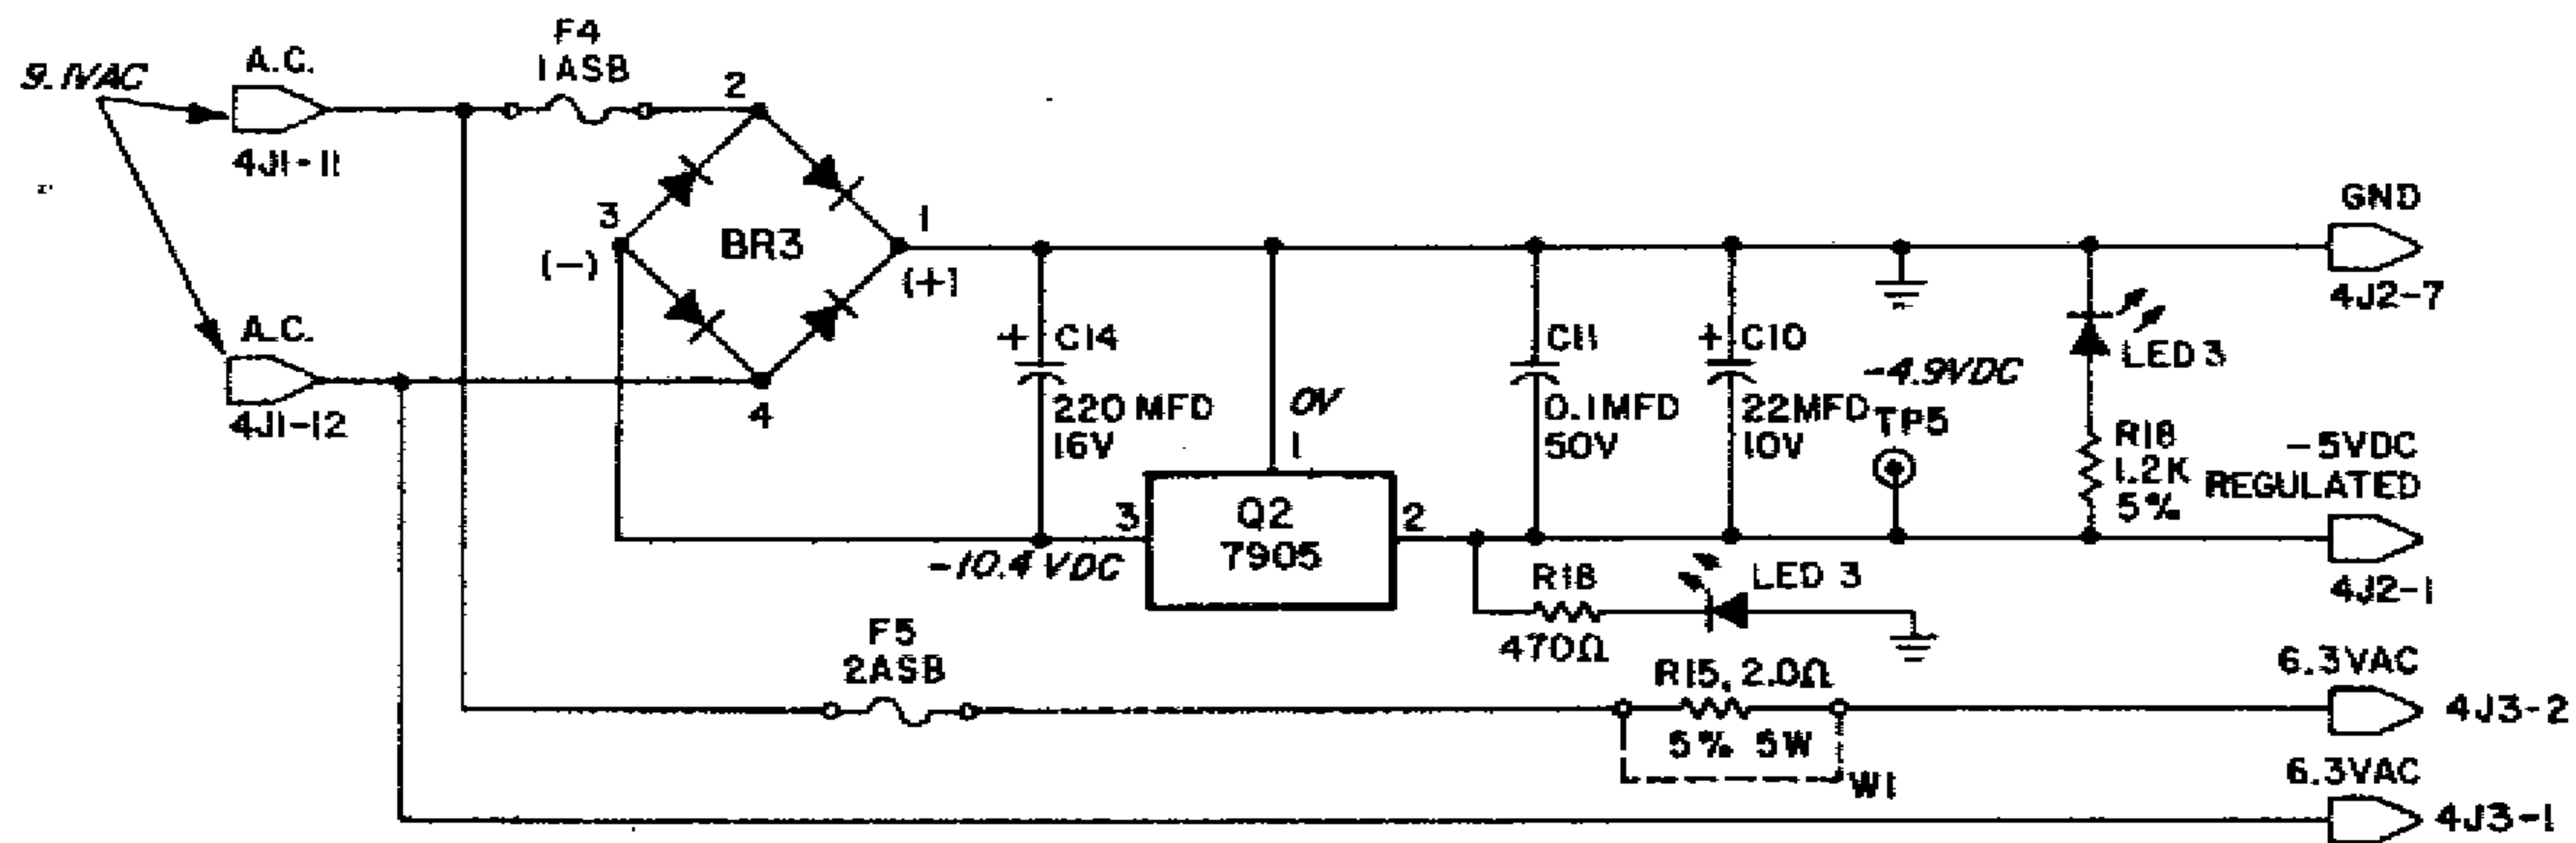 9.1VAC
A.C.
4J1-11
F4
1ASB
2
3
(-)
BR3
1
(+)
A.C.
4J1-12
4
+ C14
220 MFD
16V
-10.4 VDC
0V
1
3
Q2
7905
2
C11
0.1MFD
50V
+ C10
22MFD
10V
-4.9VDC
TP5
LED 3
R18
1.2K
5%
GND
4J2-7
-5VDC
REGULATED
4J2-1
R18
470Ω
LED 3
F5
2ASB
R15, 2.0Ω
5% 5W
W1
6.3VAC
4J3-2
6.3VAC
4J3-1